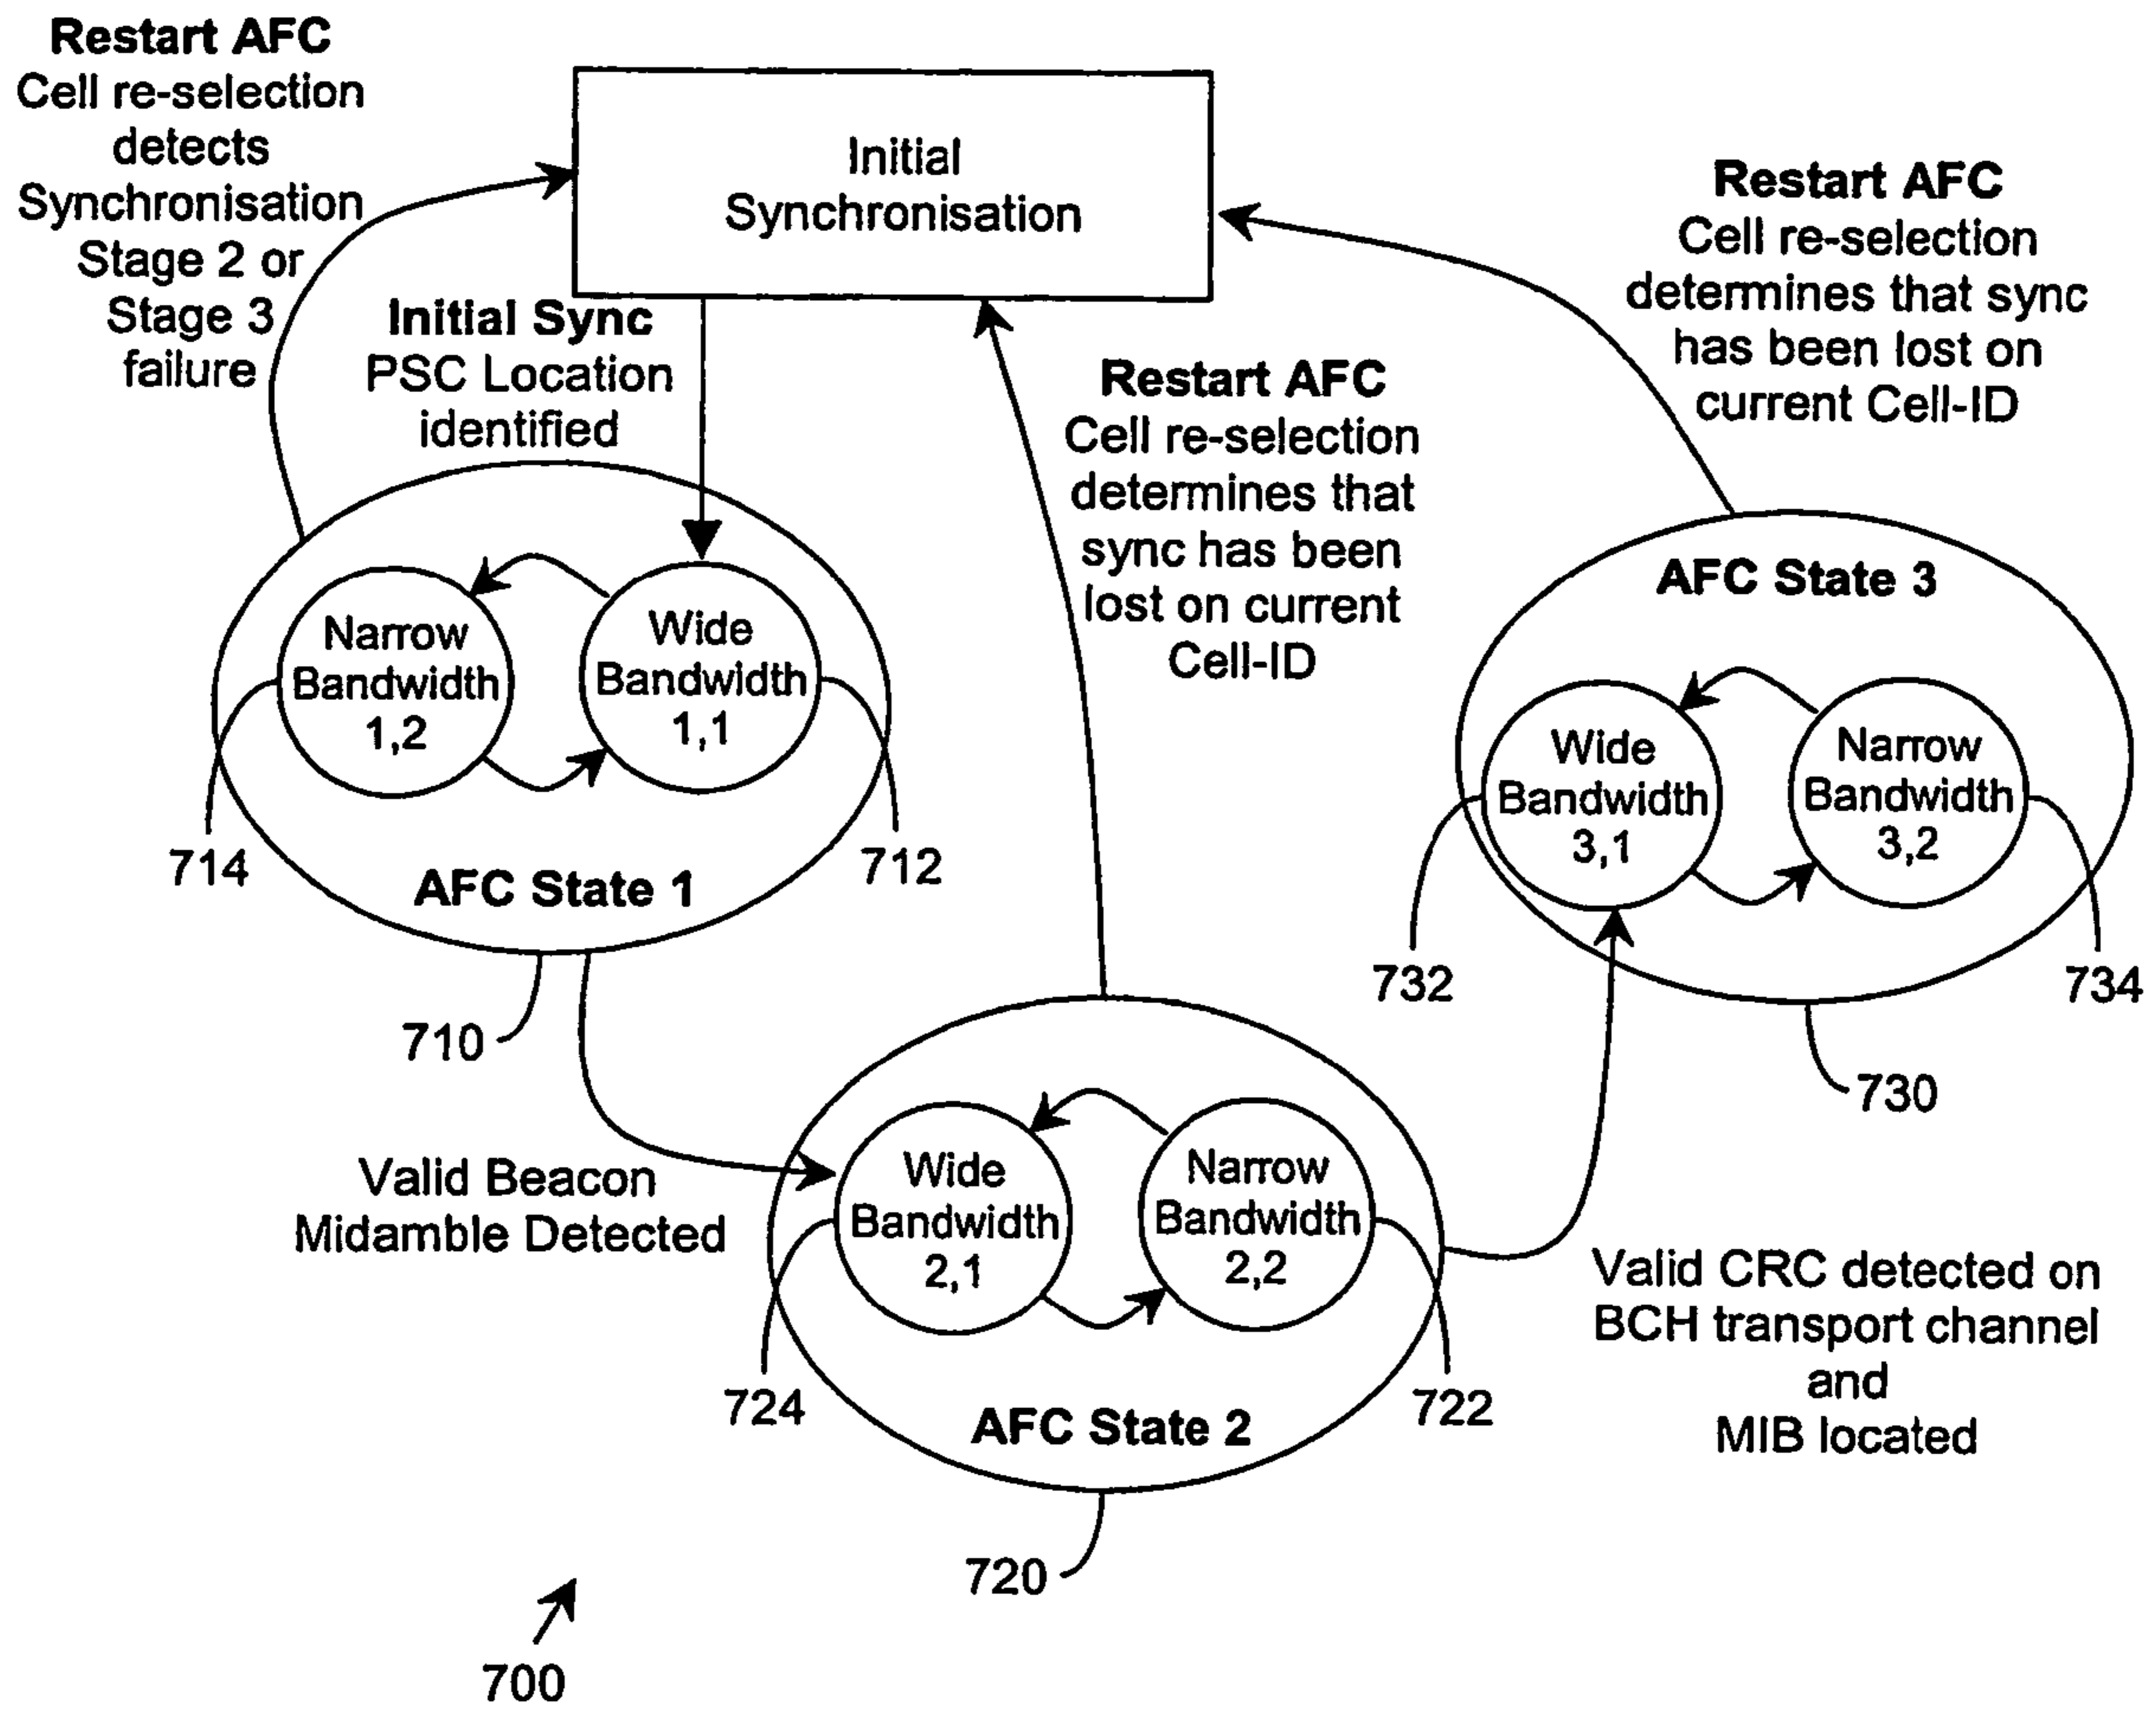 Restart AFC
Cell re-selection
detects
Synchronisation
Stage 2 or
Stage 3
failure
Initial
Synchronisation
Initial Sync
PSC Location
identified
Restart AFC
Cell re-selection
determines that
sync has been
lost on current
Cell-ID
Restart AFC
Cell re-selection
determines that sync
has been lost on
current Cell-ID
Narrow
Bandwidth
1,2
Wide
Bandwidth
1,1
714
712
AFC State 1
710
AFC State 3
Wide
Bandwidth
3,1
Narrow
Bandwidth
3,2
732
734
730
Valid Beacon
Midamble Detected
Wide
Bandwidth
2,1
Narrow
Bandwidth
2,2
724
722
AFC State 2
720
Valid CRC detected on
BCH transport channel
and
MIB located
700